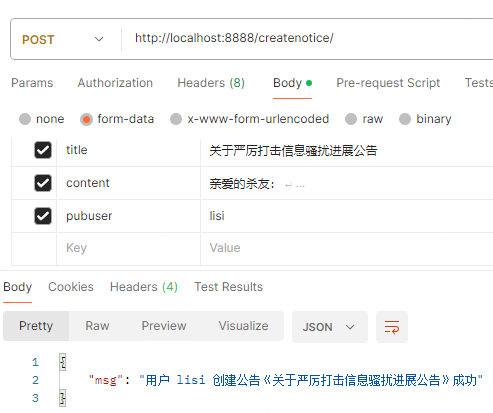 POST http://localhost:8888/createnotice/
Params Authorization Headers (8) Body Pre-request Script Tests
none form-data x-www-form-urlencoded raw binary
title 关于严厉打击信息骚扰进展公告
content 亲爱的杀友: ↵ ...
pubuser lisi
Key Value
Body Cookies Headers (4) Test Results
Pretty Raw Preview Visualize JSON
1 {
2 "msg": "用户 lisi 创建公告《关于严厉打击信息骚扰进展公告》成功"
3 }